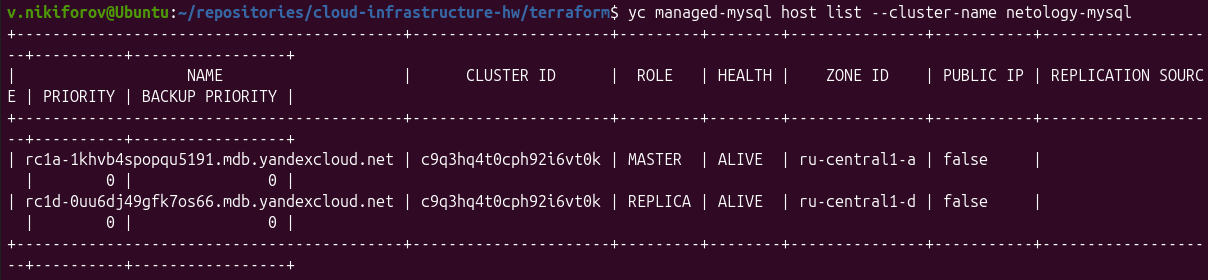 v.nikiforov@Ubuntu:~/repositories/cloud-infrastructure-hw/terraform$ yc managed-mysql host list --cluster-name netology-mysql
+-------------------------------------------+----------------------+---------+--------+---------------+-----------+------------------
--+----------+-----------------+
|                   NAME                    |      CLUSTER ID      |  ROLE   | HEALTH |    ZONE ID    | PUBLIC IP | REPLICATION SOURC
E | PRIORITY | BACKUP PRIORITY |
+-------------------------------------------+----------------------+---------+--------+---------------+-----------+------------------
--+----------+-----------------+
| rc1a-1khvb4spopqu5191.mdb.yandexcloud.net | c9q3hq4t0cph92i6vt0k | MASTER  | ALIVE  | ru-central1-a | false     |
  |        0 |               0 |
| rc1d-0uu6dj49gfk7os66.mdb.yandexcloud.net | c9q3hq4t0cph92i6vt0k | REPLICA | ALIVE  | ru-central1-d | false     |
  |        0 |               0 |
+-------------------------------------------+----------------------+---------+--------+---------------+-----------+------------------
--+----------+-----------------+